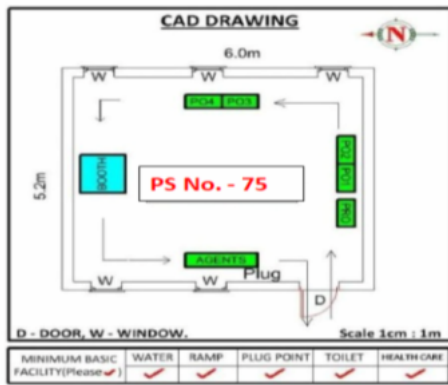 CAD DRAWING
N
6.0m
W W W
PO4 PO3
5.2m
BOOTH
PS No. - 75
PO2 PO1
PRO
AGENTS
Plug
W W
D
D - DOOR, W - WINDOW.
Scale 1cm : 1m
MINIMUM BASIC FACILITY(Please✓)
WATER
RAMP
PLUG POINT
TOILET
HEALTH CARE
✓ ✓ ✓ ✓ ✓